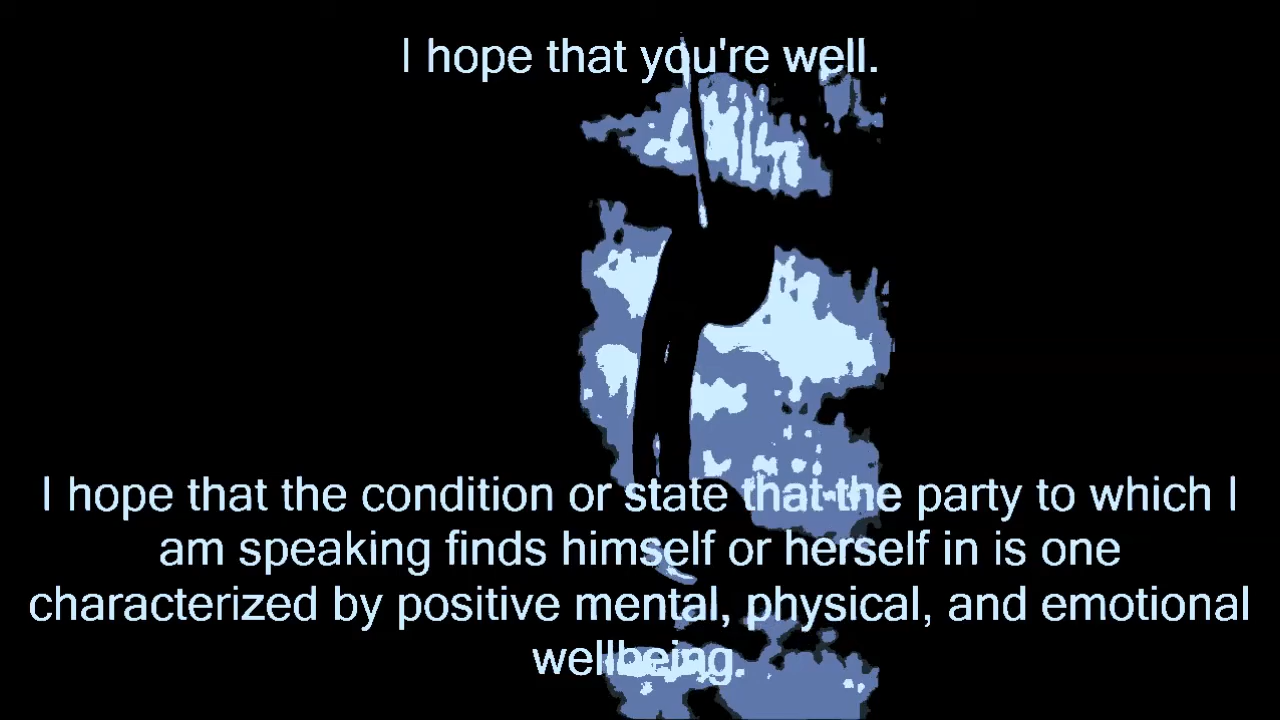 I hope that you're well.
I hope that the condition or state that the party to which I
am speaking finds himself or herself in is one
characterized by positive mental, physical, and emotional
wellbeing.